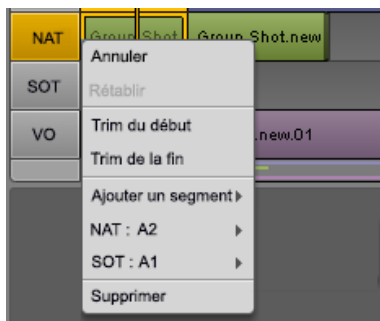 NAT
Group Shot
Group Shot.new
Annuler
SOT
Rétablir
VO
Trim du début
.new.01
Trim de la fin
Ajouter un segment
NAT : A2
SOT : A1
Supprimer